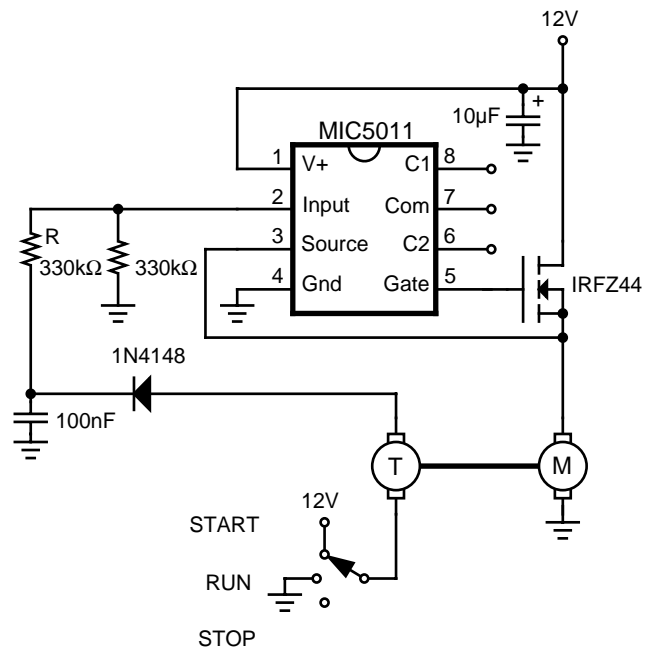 12V
10µF
+
MIC5011
1 V+ C1 8
2 Input Com 7
3 Source C2 6
4 Gnd Gate 5
R
330kΩ
330kΩ
IRFZ44
1N4148
100nF
T
M
12V
START
RUN
STOP